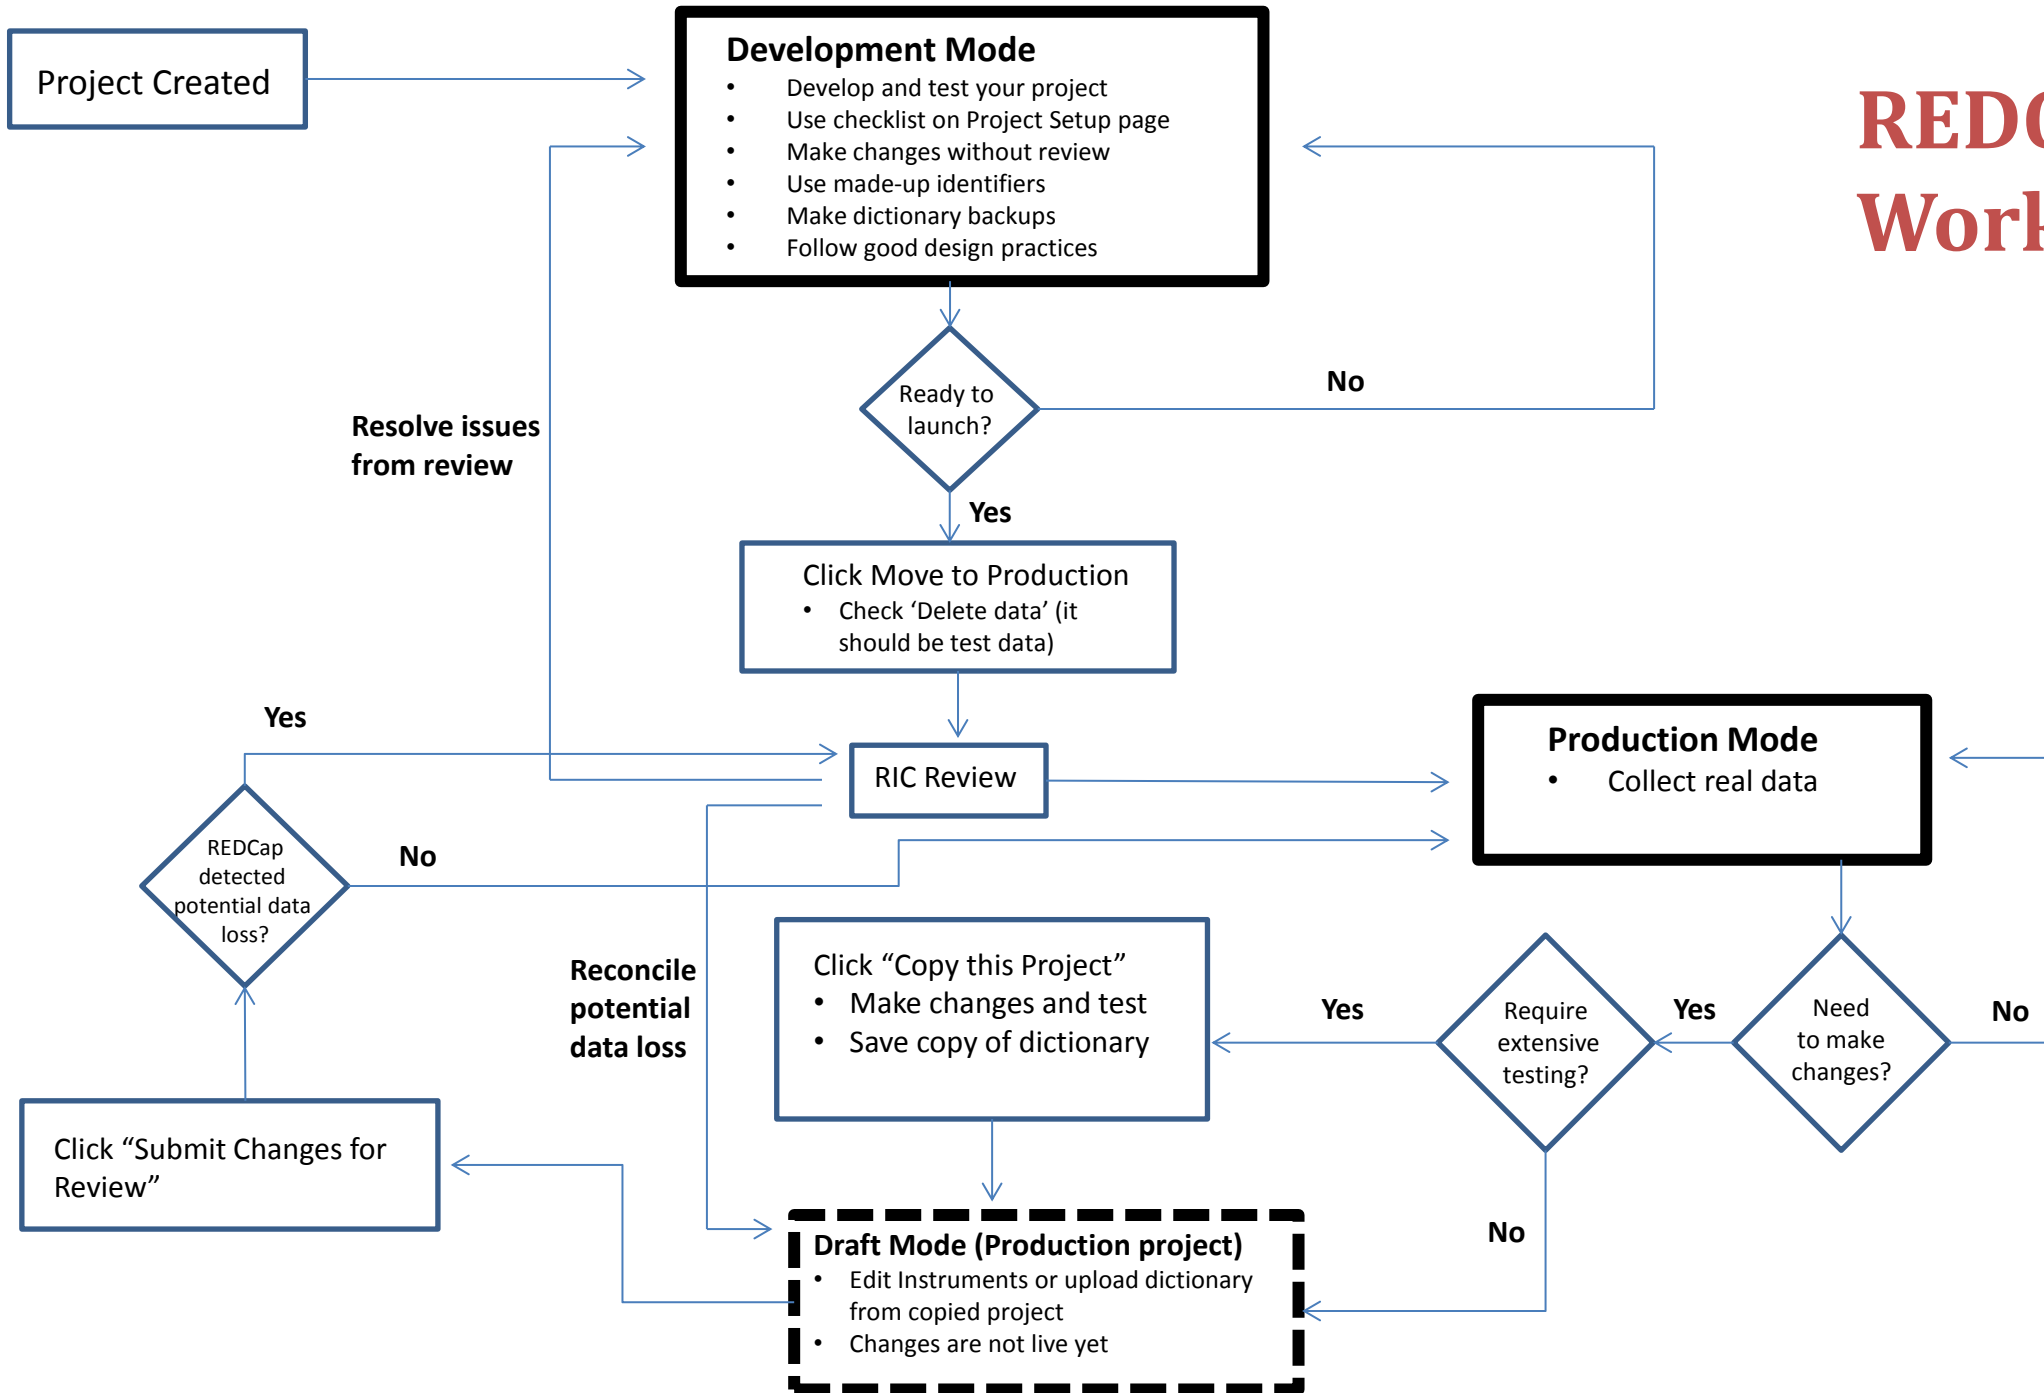 Project Created
Development Mode
• Develop and test your project
• Use checklist on Project Setup page
• Make changes without review
• Use made-up identifiers
• Make dictionary backups
• Follow good design practices
Ready to
launch?
No
Resolve issues
from review
Yes
Click Move to Production
• Check ‘Delete data’ (it
should be test data)
Yes
RIC Review
Production Mode
• Collect real data
REDCap
detected
potential data
loss?
No
Reconcile
potential
data loss
Click “Copy this Project”
• Make changes and test
• Save copy of dictionary
Yes
Require
extensive
testing?
Yes
Need
to make
changes?
No
Click “Submit Changes for
Review”
No
Draft Mode (Production project)
• Edit Instruments or upload dictionary
from copied project
• Changes are not live yet